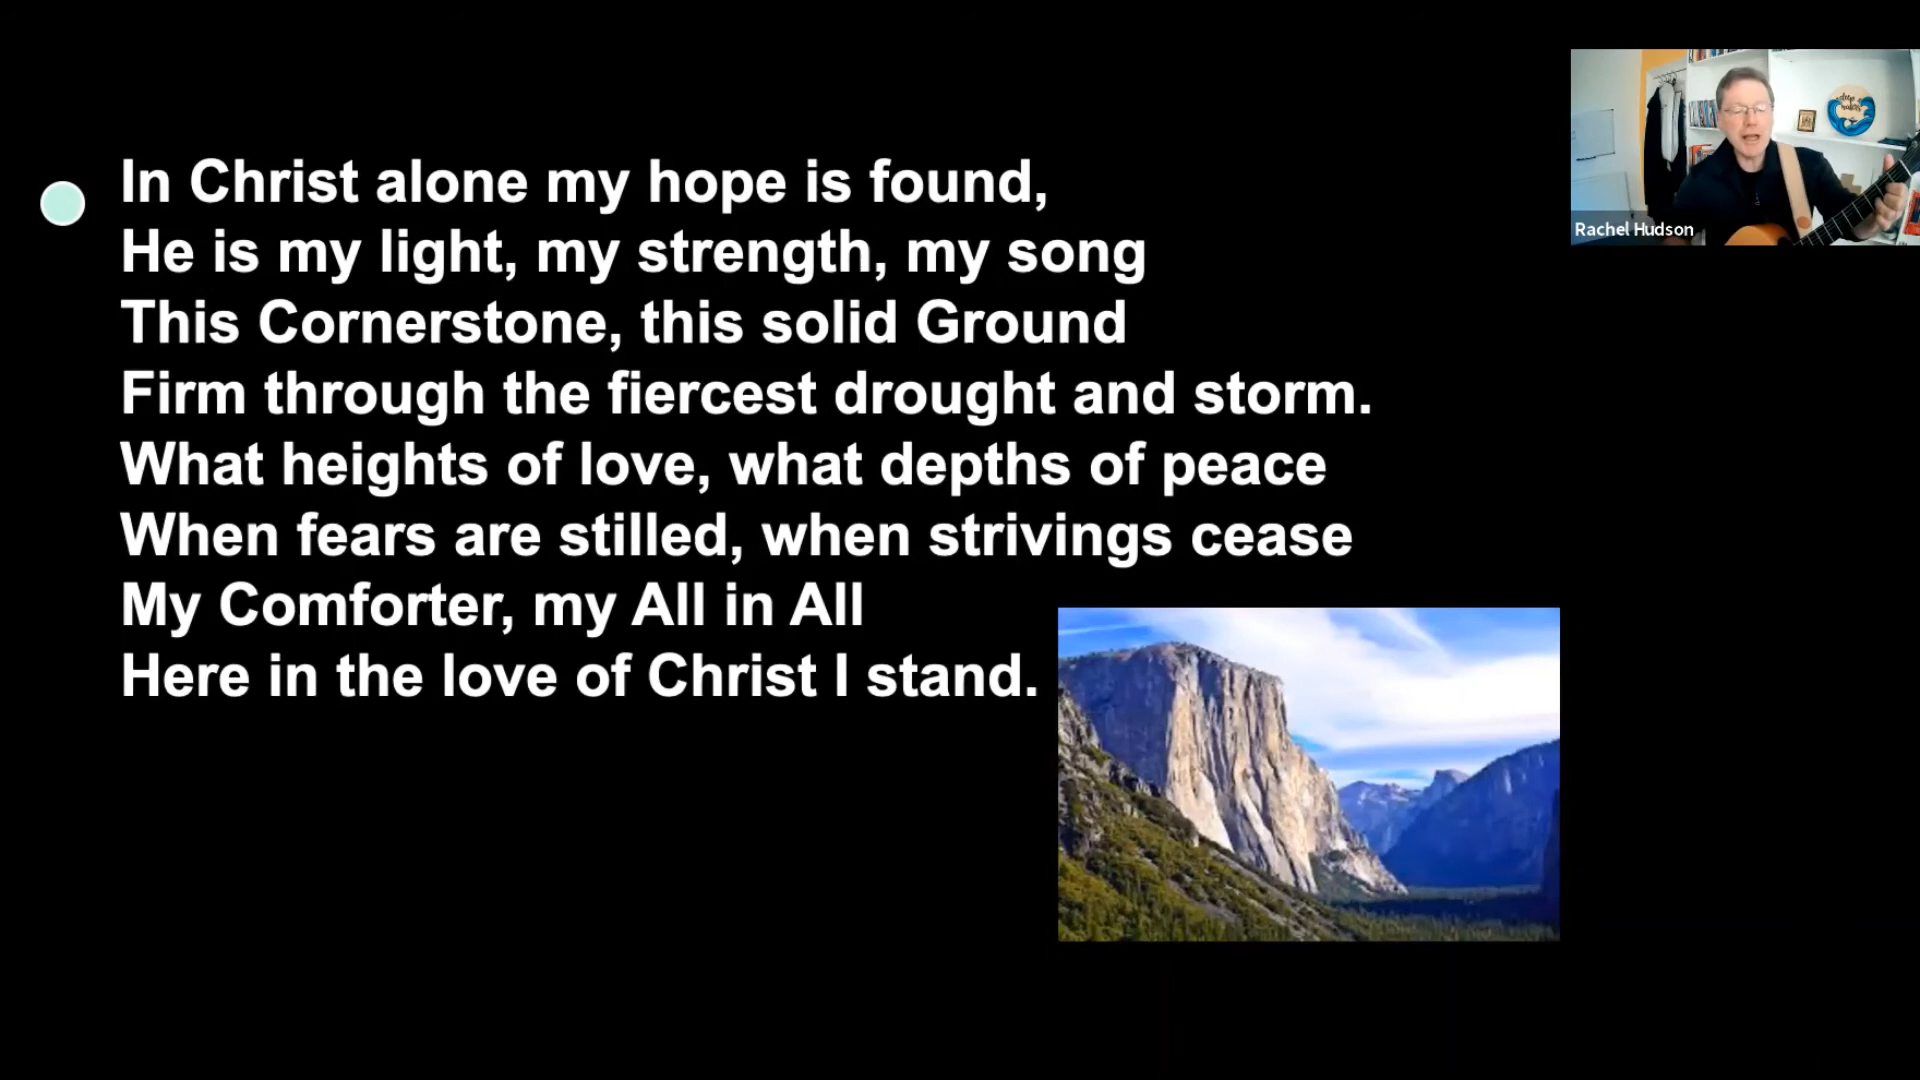 In Christ alone my hope is found,
He is my light, my strength, my song
This Cornerstone, this solid Ground
Firm through the fiercest drought and storm.
What heights of love, what depths of peace
When fears are stilled, when strivings cease
My Comforter, my All in All
Here in the love of Christ I stand.
Rachel Hudson